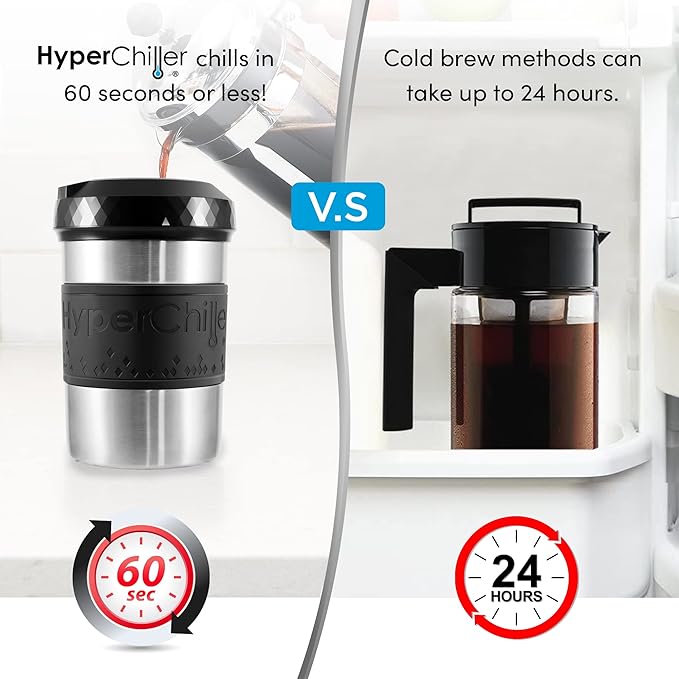 HyperChiller® chills in
60 seconds or less!
Cold brew methods can
take up to 24 hours.
V.S
HyperChiller
60
sec
24
HOURS